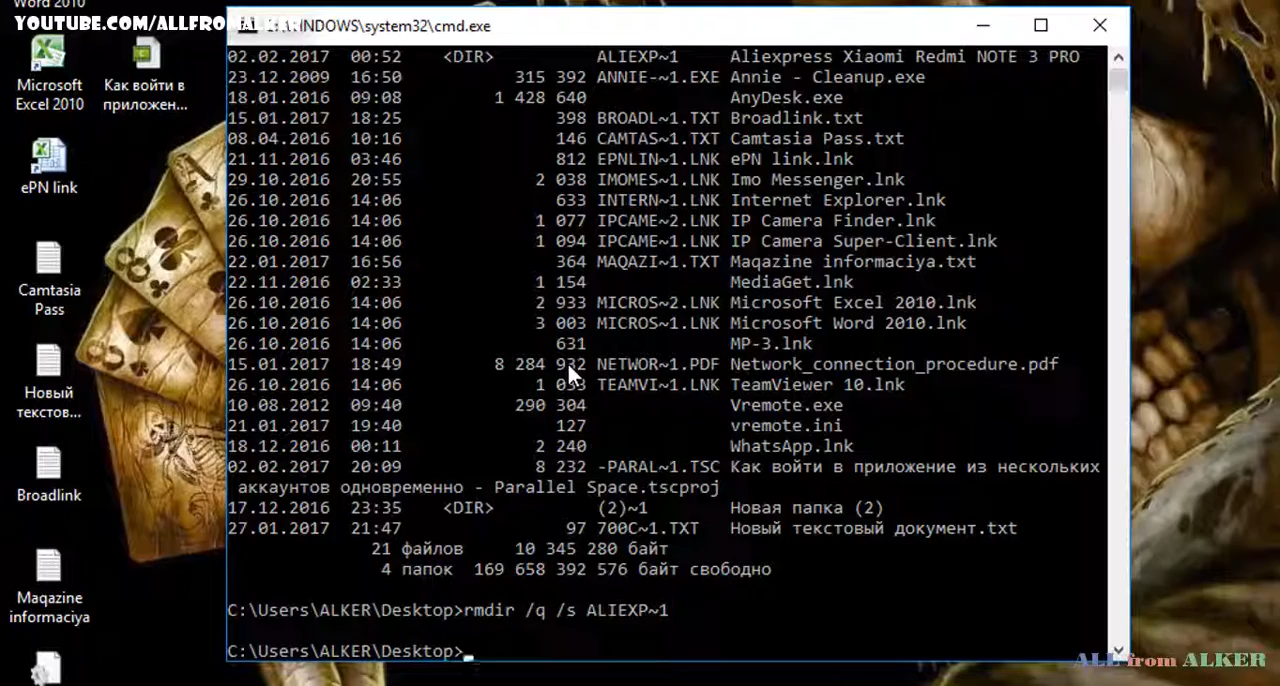 Word 2010
YOUTUBE.COM/ALLFROMALKER
Microsoft
Excel 2010
Как войти в
приложен...
ePN link
Camtasia
Pass
Новый
текстов...
Broadlink
Maqazine
informaciya
:\WINDOWS\system32\cmd.exe
02.02.2017 00:52 <DIR> ALIEXP~1 Aliexpress Xiaomi Redmi NOTE 3 PRO
23.12.2009 16:50 315 392 ANNIE-~1.EXE Annie - Cleanup.exe
18.01.2016 09:08 1 428 640 AnyDesk.exe
15.01.2017 18:25 398 BROADL~1.TXT Broadlink.txt
08.04.2016 10:16 146 CAMTAS~1.TXT Camtasia Pass.txt
21.11.2016 03:46 812 EPNLIN~1.LNK ePN link.lnk
29.10.2016 20:55 2 038 IMOMES~1.LNK Imo Messenger.lnk
26.10.2016 14:06 633 INTERN~1.LNK Internet Explorer.lnk
26.10.2016 14:06 1 077 IPCAME~2.LNK IP Camera Finder.lnk
26.10.2016 14:06 1 094 IPCAME~1.LNK IP Camera Super-Client.lnk
22.01.2017 16:56 364 MAQAZI~1.TXT Maqazine informaciya.txt
22.11.2016 02:33 1 154 MediaGet.lnk
26.10.2016 14:06 2 933 MICROS~2.LNK Microsoft Excel 2010.lnk
26.10.2016 14:06 3 003 MICROS~1.LNK Microsoft Word 2010.lnk
26.10.2016 14:06 631 MP-3.lnk
15.01.2017 18:49 8 284 932 NETWOR~1.PDF Network_connection_procedure.pdf
26.10.2016 14:06 1 TEAMVI~1.LNK TeamViewer 10.lnk
10.08.2012 09:40 290 304 Vremote.exe
21.01.2017 19:40 127 vremote.ini
18.12.2016 00:11 2 240 WhatsApp.lnk
02.02.2017 20:09 8 232 -PARAL~1.TSC Как войти в приложение из нескольких
аккаунтов одновременно - Parallel Space.tscproj
17.12.2016 23:35 <DIR> (2)~1 Новая папка (2)
27.01.2017 21:47 97 700C~1.TXT Новый текстовый документ.txt
21 файлов 10 345 280 байт
4 папок 169 658 392 576 байт свободно
C:\Users\ALKER\Desktop>rmdir /q /s ALIEXP~1
C:\Users\ALKER\Desktop>
ALL from ALKER